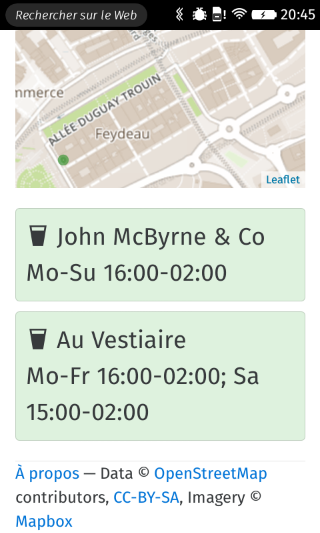 Rechercher sur le Web
20:45
mmerce
ALLÉE DUGUAY-TROUIN
Feydeau
Leaflet
John McByrne & Co
Mo-Su 16:00-02:00
Au Vestiaire
Mo-Fr 16:00-02:00; Sa
15:00-02:00
À propos — Data © OpenStreetMap
contributors, CC-BY-SA, Imagery ©
Mapbox